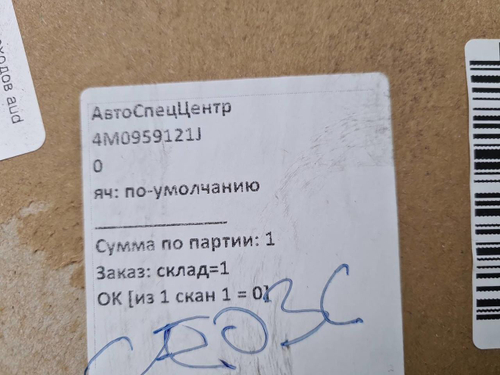 АвтоСпецЦентр
4M0959121J
0
яч: по-умолчанию
Сумма по партии: 1
Заказ: склад=1
ОК [из 1 скан 1 = 0]